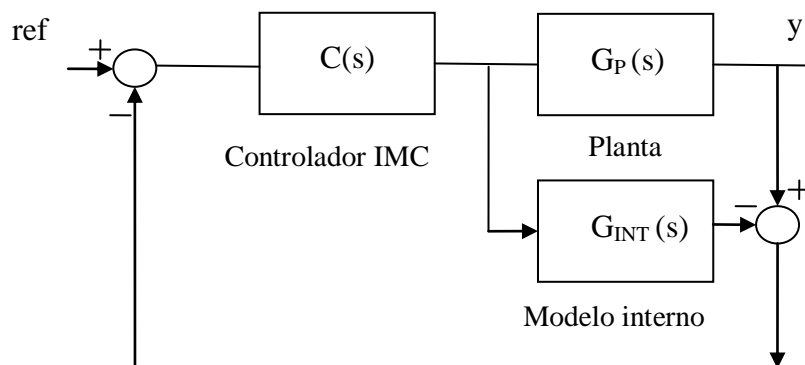 ref
y
+
C(s)
G_P (s)
−
Controlador IMC
Planta
−
+
G_INT (s)
Modelo interno